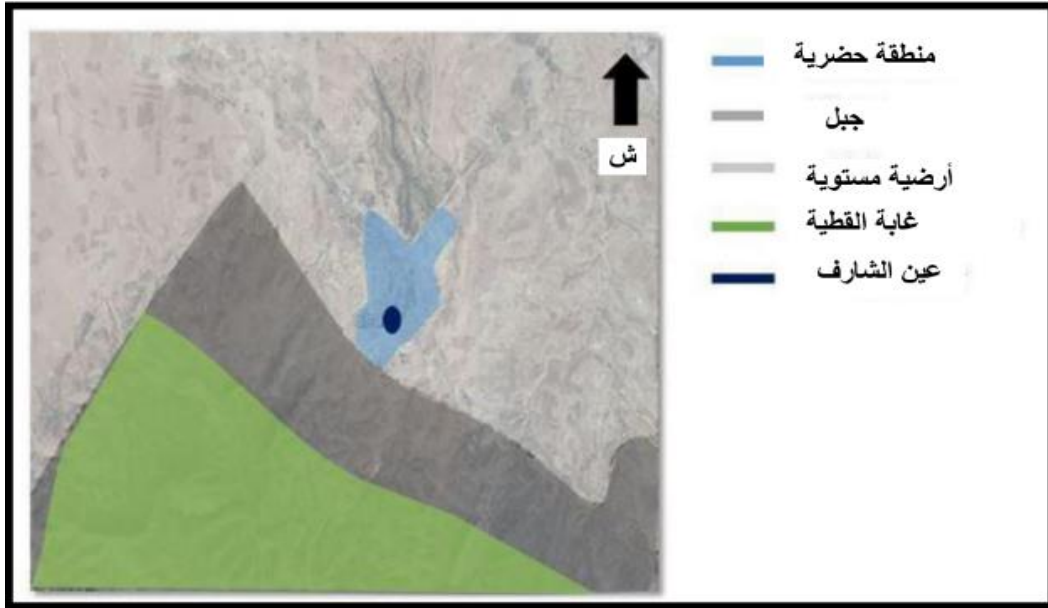 ش
منطقة حضرية
جبل
أرضية مستوية
غابة القطية
عين الشارف